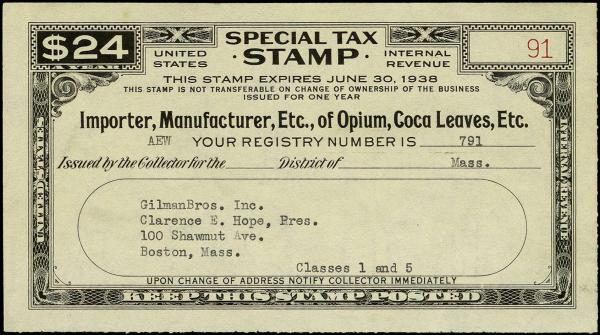 $24
A YEAR
SPECIAL TAX
UNITED STATES
STAMP
INTERNAL REVENUE
91
THIS STAMP EXPIRES JUNE 30, 1938
THIS STAMP IS NOT TRANSFERABLE ON CHANGE OF OWNERSHIP OF THE BUSINESS
ISSUED FOR ONE YEAR
Importer, Manufacturer, Etc., of Opium, Coca Leaves, Etc.
AEW YOUR REGISTRY NUMBER IS 791
Issued by the Collector for the District of Mass.
GilmanBros. Inc.
Clarence E. Hope, Pres.
100 Shawmut Ave.
Boston, Mass.
Classes 1 and 5
UPON CHANGE OF ADDRESS NOTIFY COLLECTOR IMMEDIATELY
KEEP THIS STAMP POSTED
INTERNAL REVENUE